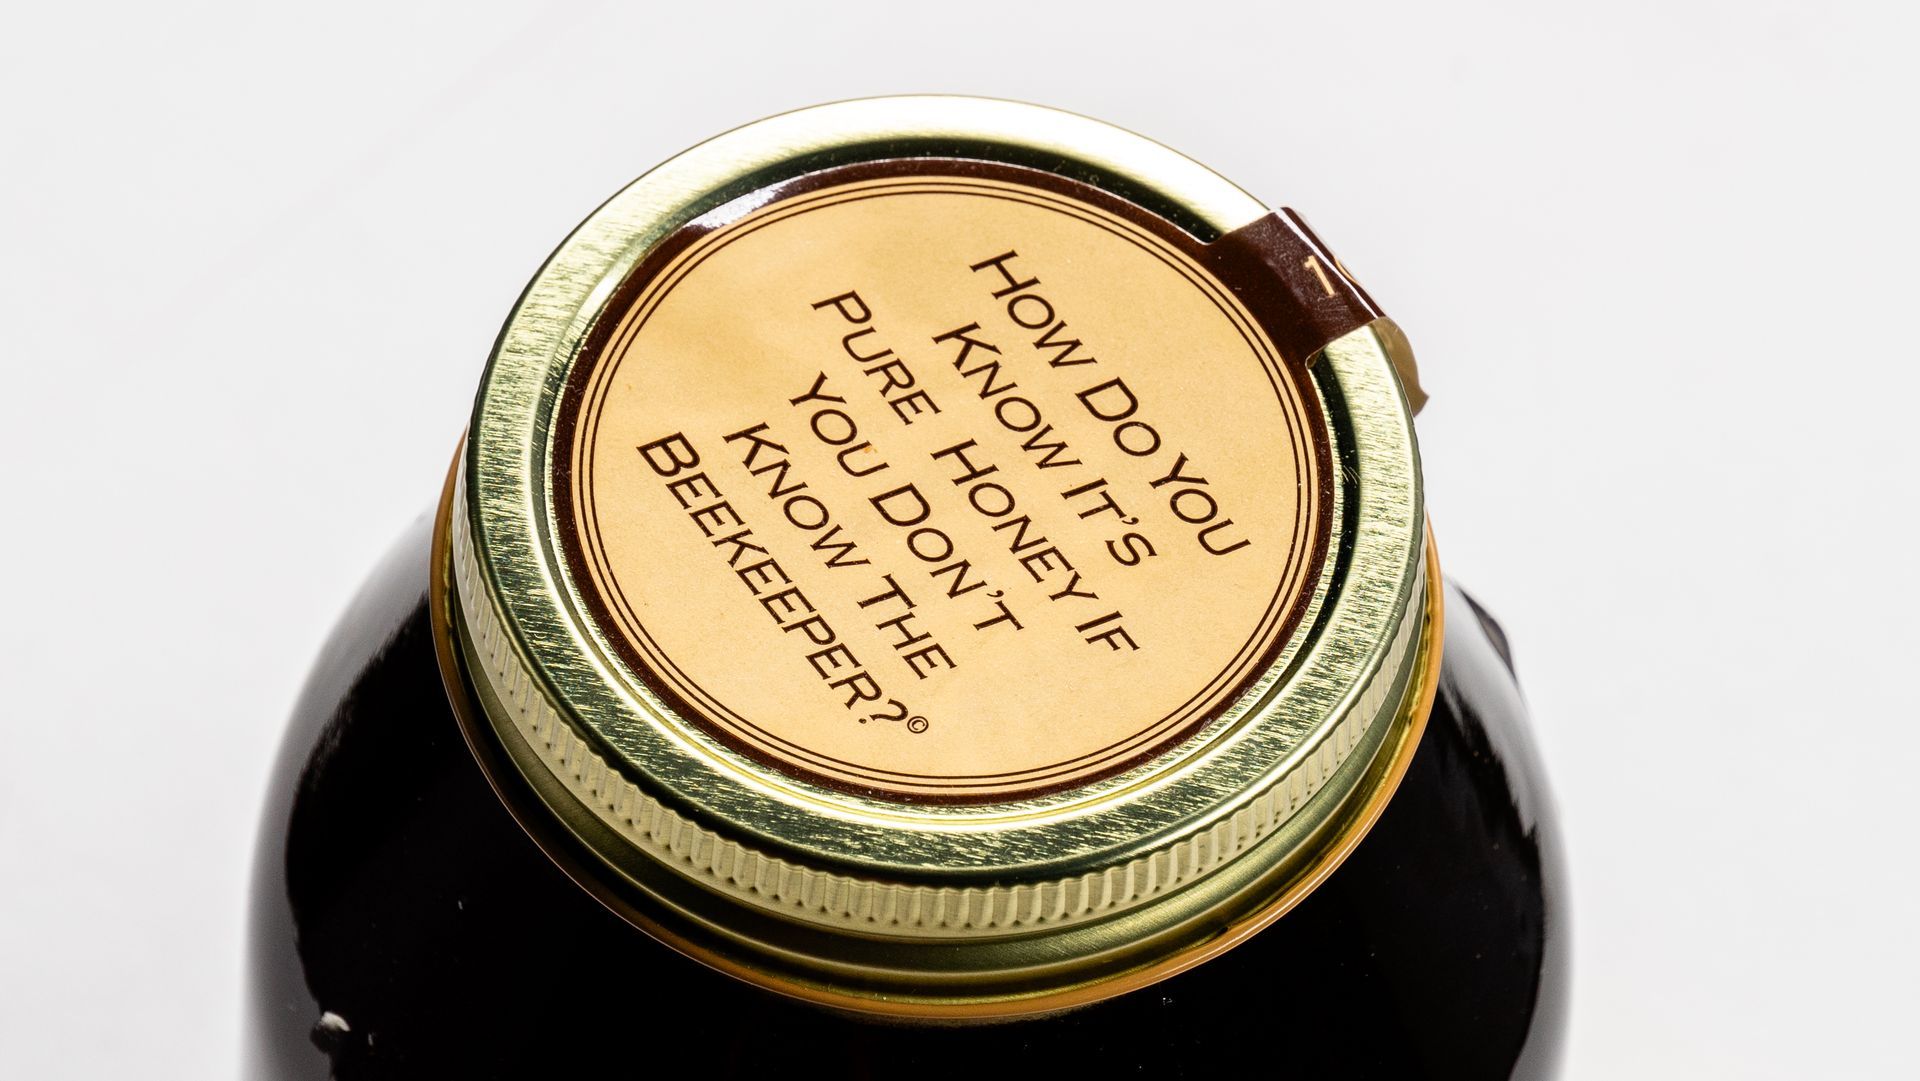 How Do You
Know It's
Pure Honey If
You Don't
Know The
Beekeeper?©